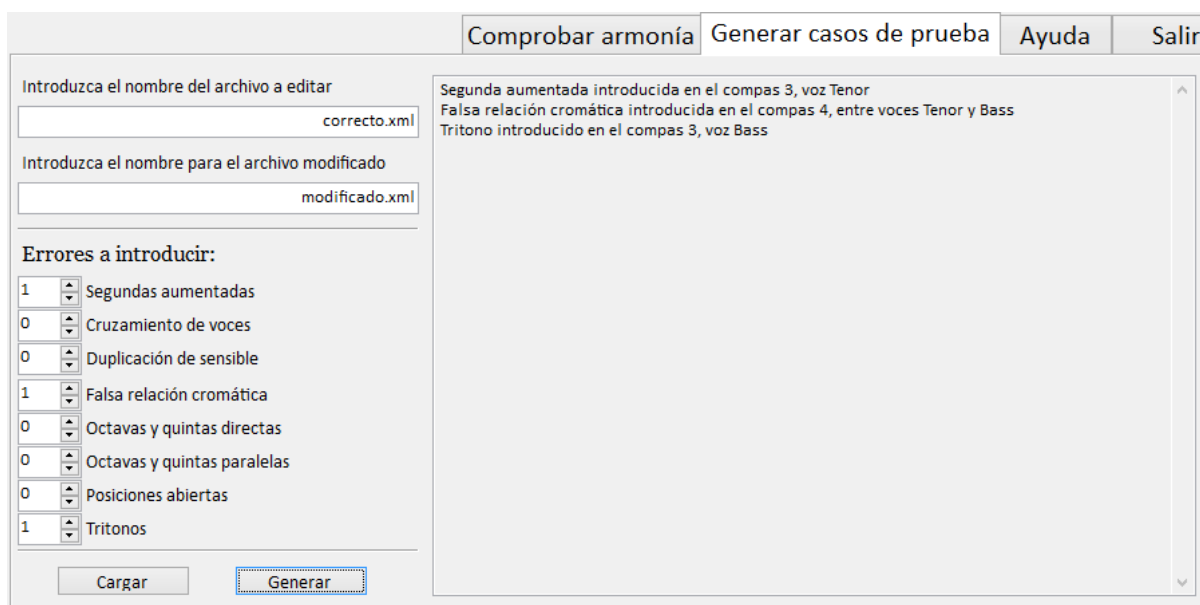 Comprobar armonía Generar casos de prueba Ayuda Salir
Introduzca el nombre del archivo a editar
correcto.xml
Introduzca el nombre para el archivo modificado
modificado.xml
Errores a introducir:
1 Segundas aumentadas
0 Cruzamiento de voces
0 Duplicación de sensible
1 Falsa relación cromática
0 Octavas y quintas directas
0 Octavas y quintas paralelas
0 Posiciones abiertas
1 Tritonos
Cargar Generar
Segunda aumentada introducida en el compas 3, voz Tenor
Falsa relación cromática introducida en el compas 4, entre voces Tenor y Bass
Tritono introducido en el compas 3, voz Bass